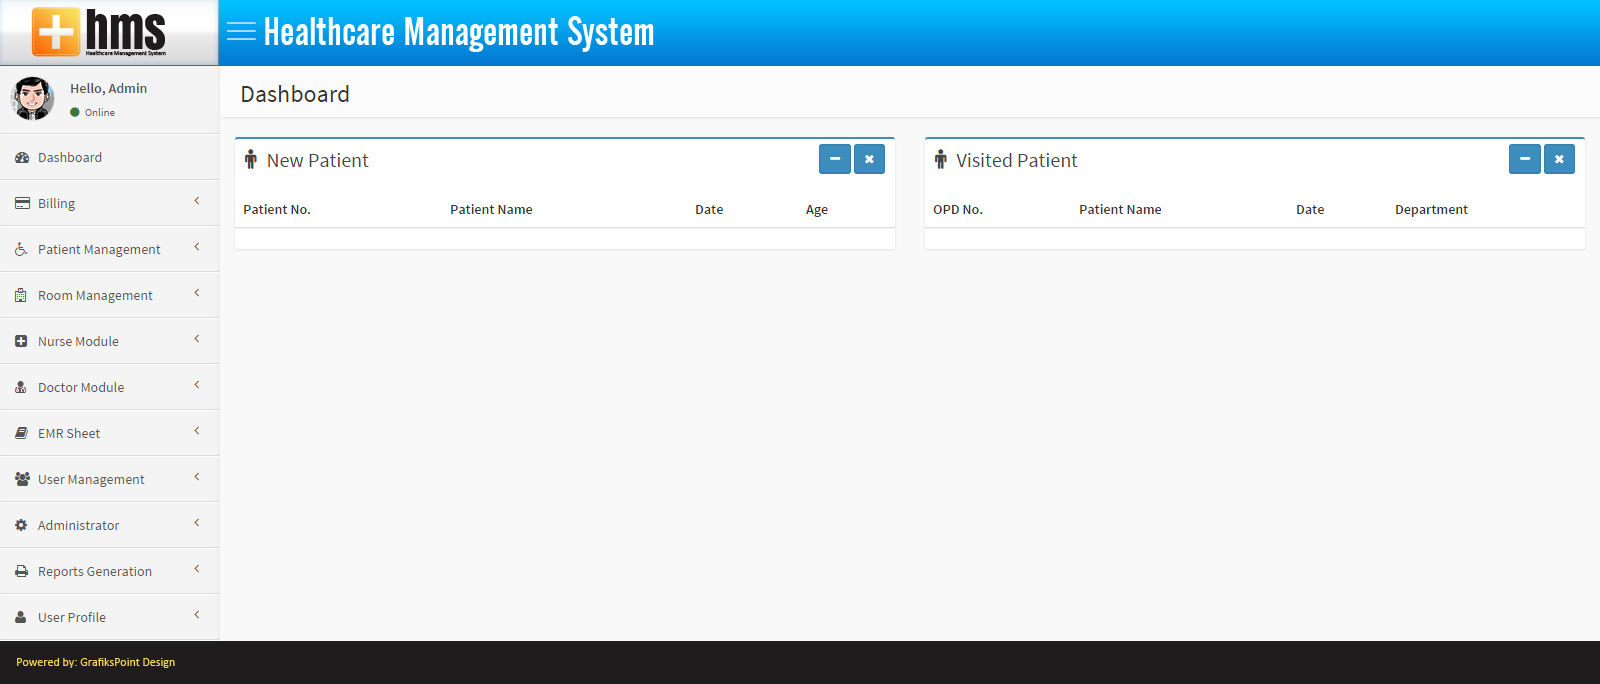 hms
Healthcare Management System
Healthcare Management System
Hello, Admin
Online
Dashboard
Billing
Patient Management
Room Management
Nurse Module
Doctor Module
EMR Sheet
User Management
Administrator
Reports Generation
User Profile
Dashboard
New Patient
Patient No. Patient Name Date Age
Visited Patient
OPD No. Patient Name Date Department
Powered by: GrafiksPoint Design